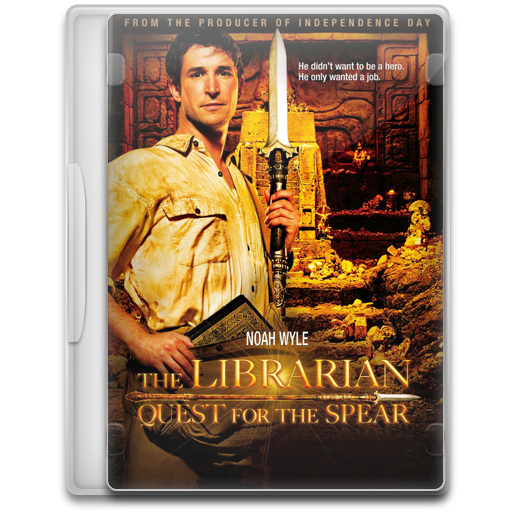 FROM THE PRODUCER OF INDEPENDENCE DAY
He didn't want to be a hero.
He only wanted a job.
NOAH WYLE
THE LIBRARIAN
QUEST FOR THE SPEAR